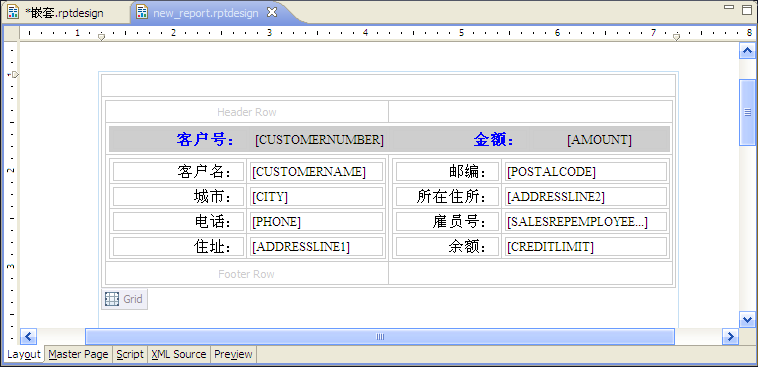 *嵌套.rptdesign new_report.rptdesign
1 2 3 4 5 6 7 8
Header Row
客户号： [CUSTOMERNUMBER] 金额： [AMOUNT]
客户名： [CUSTOMERNAME] 邮编： [POSTALCODE]
城市： [CITY] 所在住所： [ADDRESSLINE2]
电话： [PHONE] 雇员号： [SALESREPEMPLOYEE...]
住址： [ADDRESSLINE1] 余额： [CREDITLIMIT]
Footer Row
Grid
1
2
3
Layout Master Page Script XML Source Preview